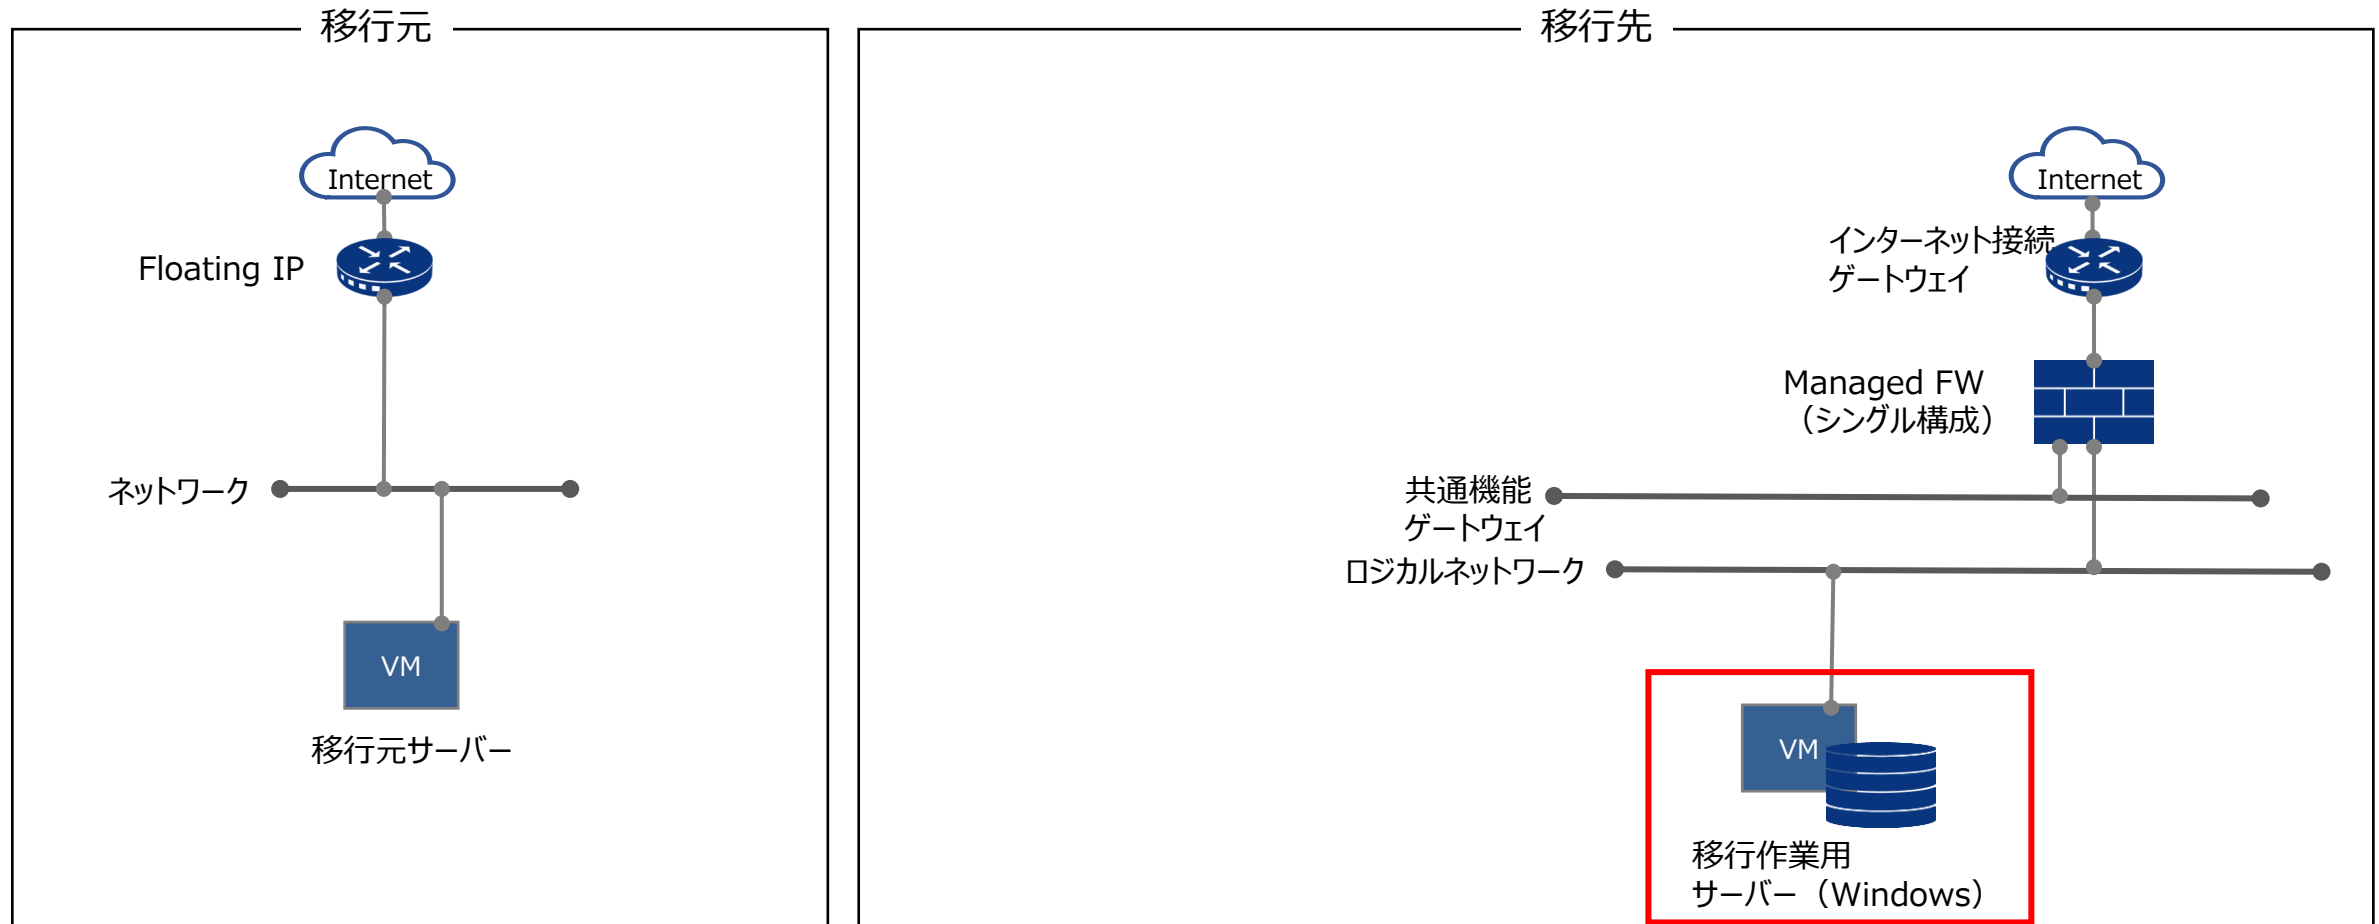 移行元
Internet
Floating IP
ネットワーク
VM
移行元サーバー
移行先
Internet
インターネット接続
ゲートウェイ
Managed FW
（シングル構成）
共通機能
ゲートウェイ
ロジカルネットワーク
VM
移行作業用
サーバー（Windows）